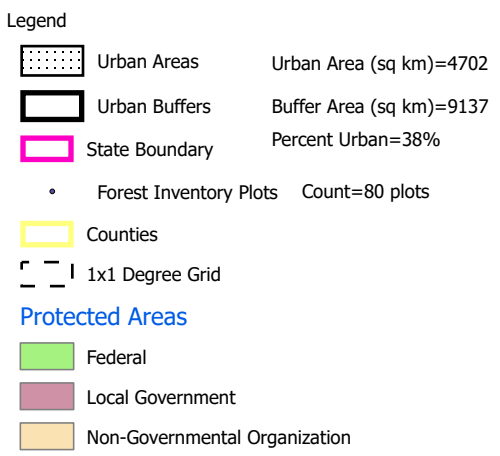 Legend
Urban Areas Urban Area (sq km)=4702
Urban Buffers Buffer Area (sq km)=9137
State Boundary Percent Urban=38%
Forest Inventory Plots Count=80 plots
Counties
1x1 Degree Grid
Protected Areas
Federal
Local Government
Non-Governmental Organization